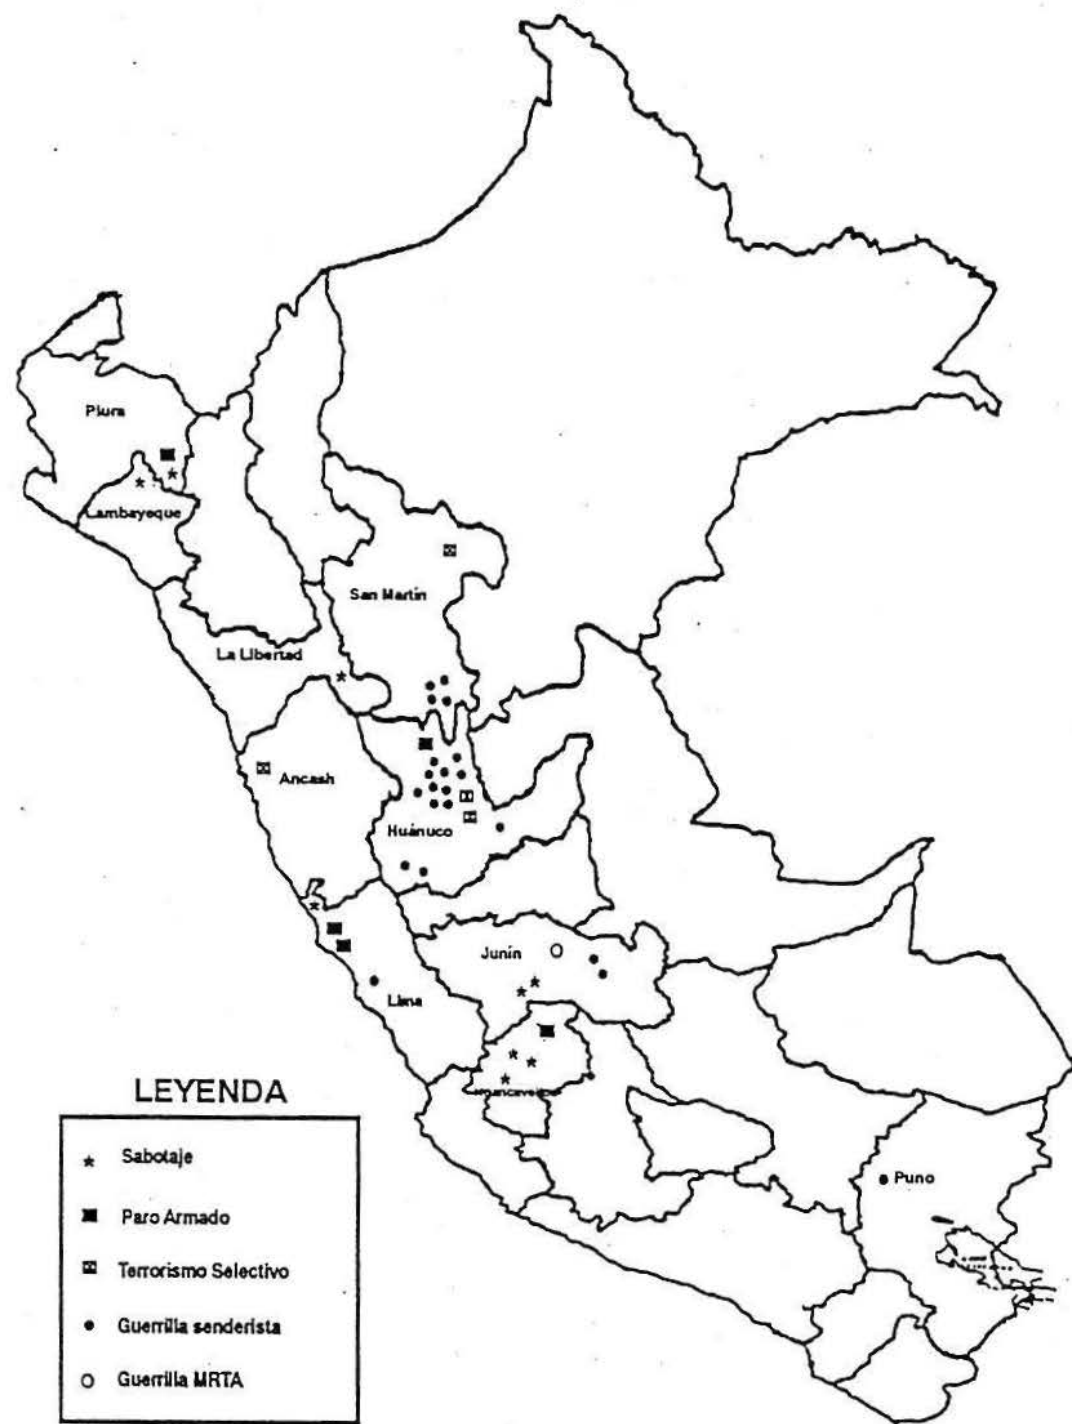 Piura
Lambayeque
San Martín
La Libertad
Ancash
Huánuco
Junín
Lima
Puno
LEYENDA
Sabotaje
Paro Armado
Terrorismo Selectivo
Guerrilla senderista
Guerrilla MRTA